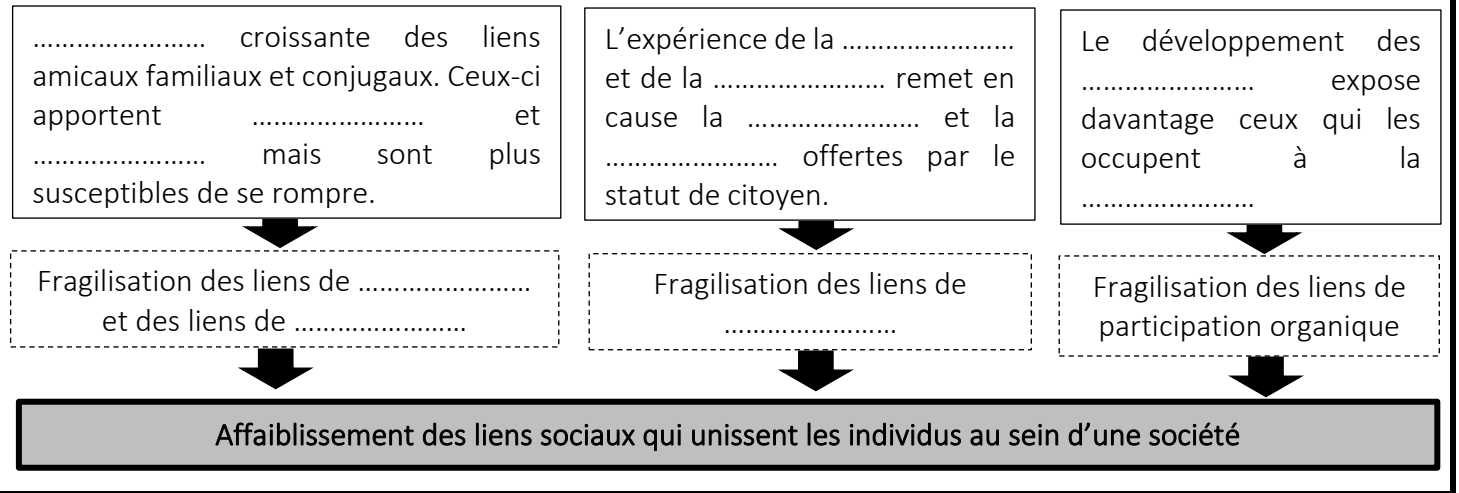 …………………… croissante des liens
amicaux familiaux et conjugaux. Ceux-ci
apportent …………………… et
…………………… mais sont plus
susceptibles de se rompre.
L'expérience de la ……………………
et de la …………………… remet en
cause la …………………… et la
…………………… offertes par le
statut de citoyen.
Le développement des
…………………… expose
davantage ceux qui les
occupent à la
……………………
Fragilisation des liens de ……………………
et des liens de ……………………
Fragilisation des liens de
……………………
Fragilisation des liens de
participation organique
Affaiblissement des liens sociaux qui unissent les individus au sein d'une société